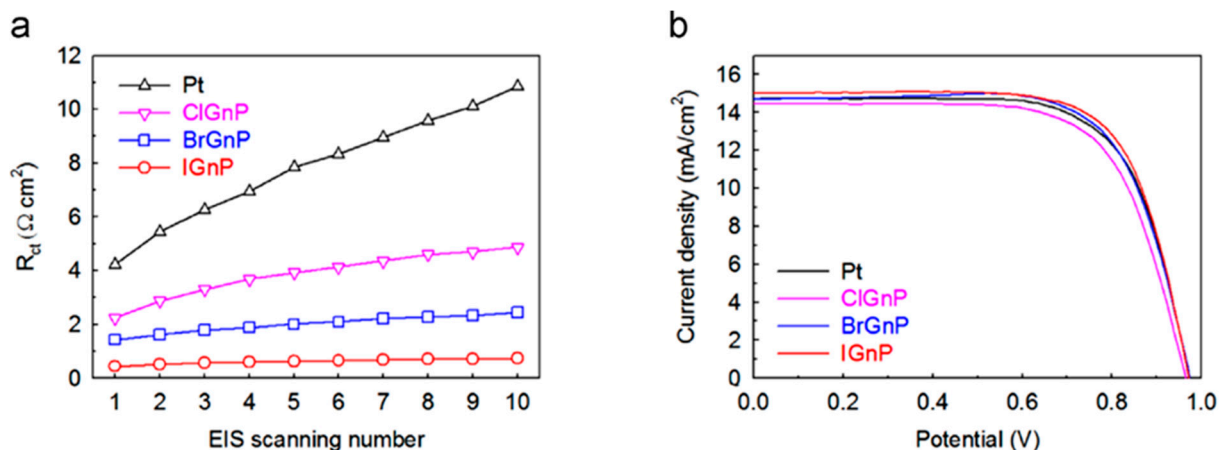 a
R_ct (Ω cm²)
12
10
8
6
4
2
0
Pt
ClGnP
BrGnP
IGnP
1 2 3 4 5 6 7 8 9 10
EIS scanning number
b
Current density (mA/cm²)
16
14
12
10
8
6
4
2
0
Pt
ClGnP
BrGnP
IGnP
0.0 0.2 0.4 0.6 0.8 1.0
Potential (V)